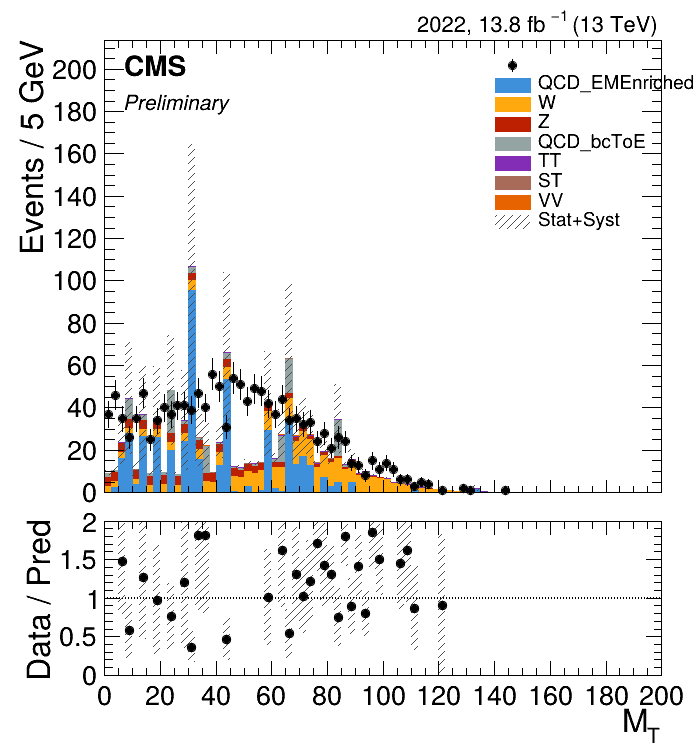 2022, 13.8 fb⁻¹ (13 TeV)
CMS
Preliminary
Events / 5 GeV
200
180
160
140
120
100
80
60
40
20
0
QCD_EMEnriched
W
Z
QCD_bcToE
TT
ST
VV
Stat+Syst
Data / Pred
2
1.5
1
0.5
0
0 20 40 60 80 100 120 140 160 180 200
M_T